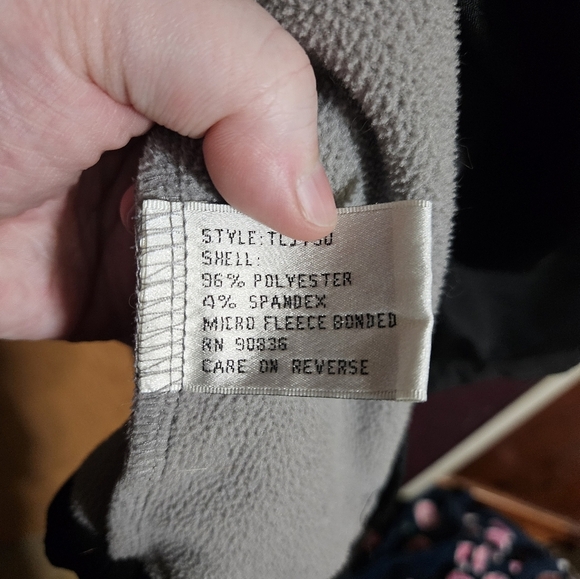 STYLE:
SHELL:
96% POLYESTER
4% SPANDEX
MICRO FLEECE BONDED
RN 90836
CARE ON REVERSE